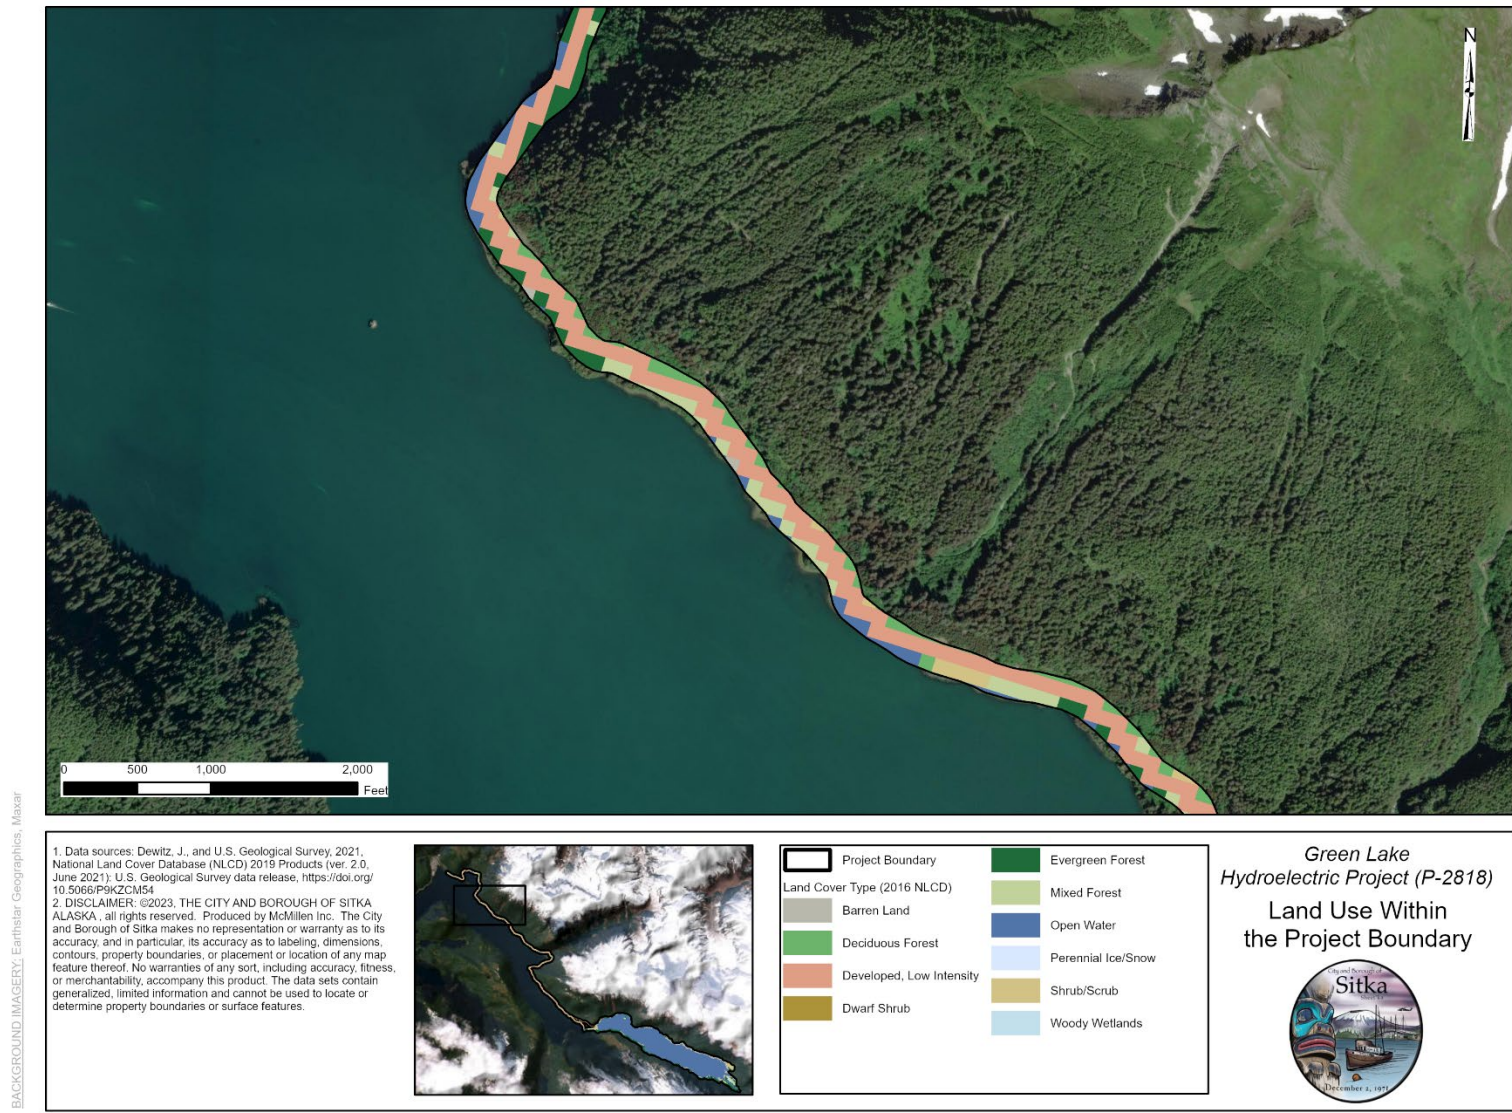 N
0 500 1,000 2,000
Feet
BACKGROUND IMAGERY: Earthstar Geographics, Maxar
1. Data sources: Dewitz, J., and U.S. Geological Survey, 2021,
National Land Cover Database (NLCD) 2019 Products (ver. 2.0,
June 2021): U.S. Geological Survey data release, https://doi.org/
10.5066/P9KZCM54
2. DISCLAIMER: ©2023, THE CITY AND BOROUGH OF SITKA
ALASKA , all rights reserved. Produced by McMillen Inc. The City
and Borough of Sitka makes no representation or warranty as to its
accuracy, and in particular, its accuracy as to labeling, dimensions,
contours, property boundaries, or placement or location of any map
feature thereof. No warranties of any sort, including accuracy, fitness,
or merchantability, accompany this product. The data sets contain
generalized, limited information and cannot be used to locate or
determine property boundaries or surface features.
Project Boundary
Land Cover Type (2016 NLCD)
Barren Land
Deciduous Forest
Developed, Low Intensity
Dwarf Shrub
Evergreen Forest
Mixed Forest
Open Water
Perennial Ice/Snow
Shrub/Scrub
Woody Wetlands
Green Lake
Hydroelectric Project (P-2818)
Land Use Within
the Project Boundary
City and Borough of
Sitka
December 2, 1971